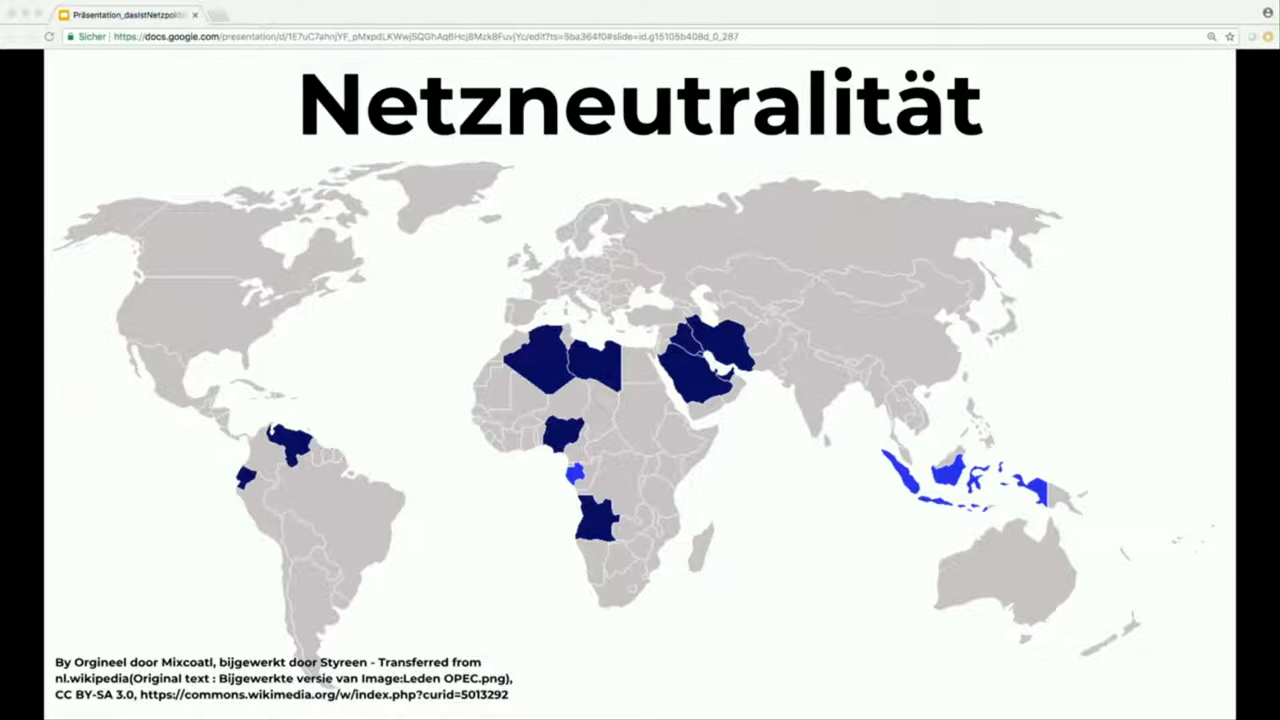 Präsentation_dasIstNetzpoliti
Sicher
https://docs.google.com/presentation/d/1E7uC7ahnjYF_pMxpdLKWwjSQGhAq6Hcj8Mzk8FuvjYc/edit?ts=5ba364f0#slide=id.g15105b408d_0_287
Netzneutralität
By Orgineel door Mixcoatl, bijgewerkt door Styreen - Transferred from
nl.wikipedia(Original text : Bijgewerkte versie van Image:Leden OPEC.png),
CC BY-SA 3.0, https://commons.wikimedia.org/w/index.php?curid=5013292